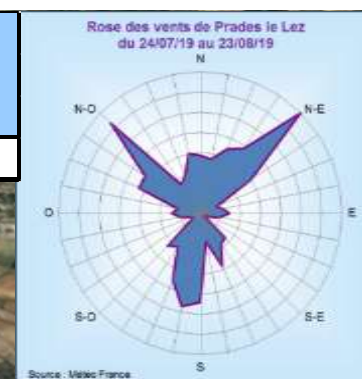 Rose des vents de Prades le Lez
du 24/07/19 au 23/08/19
N
N-O
N-E
O
E
S-O
S-E
S
Source : Météo France